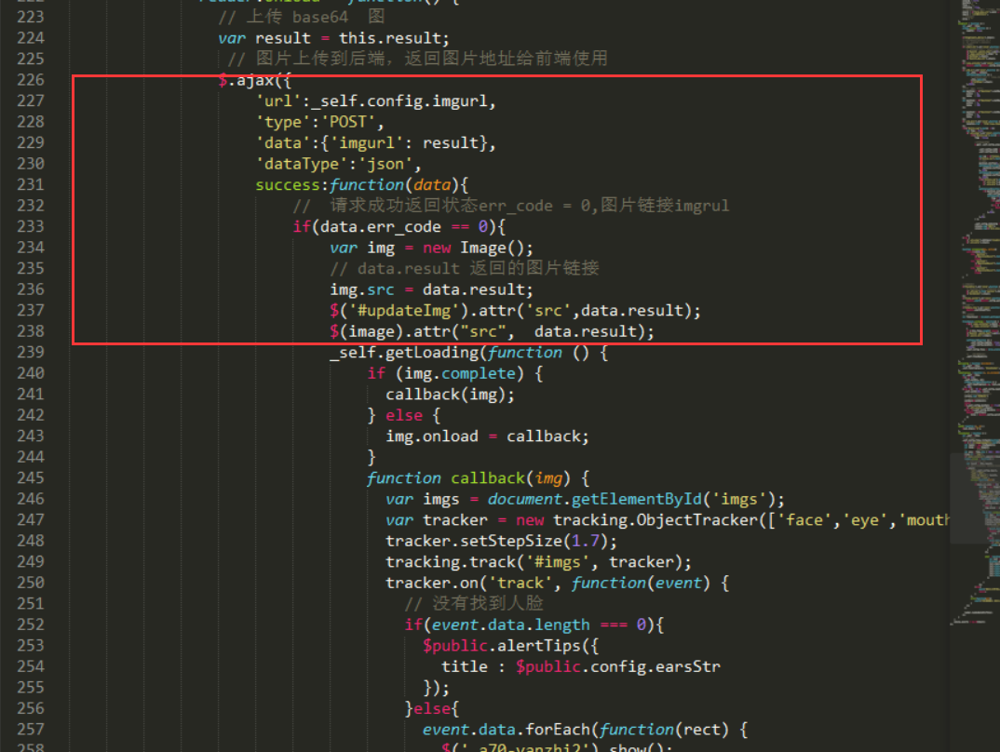 223 // 上传 base64 图
224 var result = this.result;
225 // 图片上传到后端，返回图片地址给前端使用
226 $.ajax({
227 'url':_self.config.imgurl,
228 'type':'POST',
229 'data':{'imgurl': result},
230 'dataType':'json',
231 success:function(data){
232 // 请求成功返回状态err_code = 0,图片链接imgrul
233 if(data.err_code == 0){
234 var img = new Image();
235 // data.result 返回的图片链接
236 img.src = data.result;
237 $('#updateImg').attr('src',data.result);
238 $(image).attr("src", data.result);
239 _self.getLoading(function () {
240 if (img.complete) {
241 callback(img);
242 } else {
243 img.onload = callback;
244 }
245 function callback(img) {
246 var imgs = document.getElementById('imgs');
247 var tracker = new tracking.ObjectTracker(['face','eye','mouth
248 tracker.setStepSize(1.7);
249 tracking.track('#imgs', tracker);
250 tracker.on('track', function(event) {
251 // 没有找到人脸
252 if(event.data.length === 0){
253 $public.alertTips({
254 title : $public.config.earsStr
255 });
256 }else{
257 event.data.forEach(function(rect) {
258